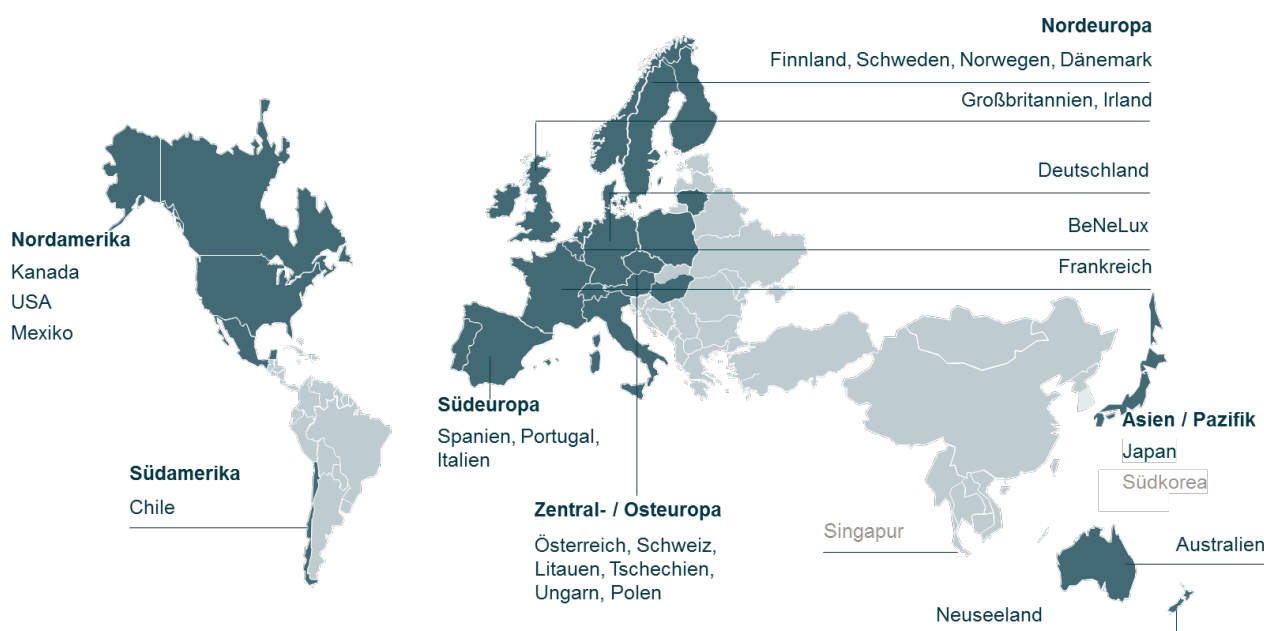 Nordeuropa
Finnland, Schweden, Norwegen, Dänemark
Großbritannien, Irland
Deutschland
BeNeLux
Frankreich
Nordamerika
Kanada
USA
Mexiko
Südamerika
Chile
Südeuropa
Spanien, Portugal,
Italien
Zentral- / Osteuropa
Österreich, Schweiz,
Litauen, Tschechien,
Ungarn, Polen
Asien / Pazifik
Japan
Südkorea
Singapur
Australien
Neuseeland